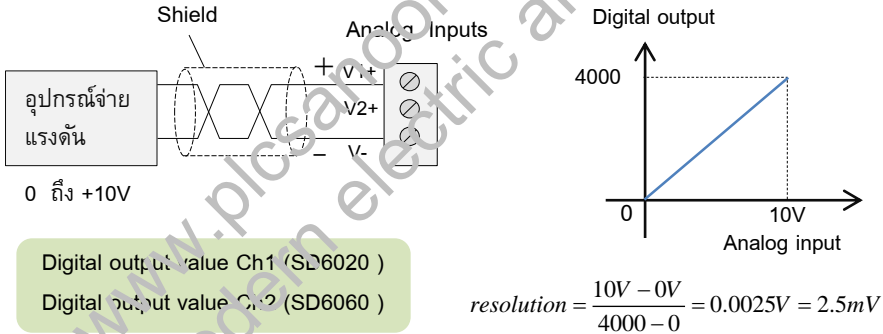 Shield
Analog Inputs
อุปกรณ์จ่าย
แรงดัน
0 ถึง +10V
+ V1+
V2+
– V-
Digital output value Ch1 (SD6020 )
Digital output value Ch2 (SD6060 )
Digital output
4000
0
10V
Analog input
resolution = 10V − 0V / 4000 − 0 = 0.0025V = 2.5mV